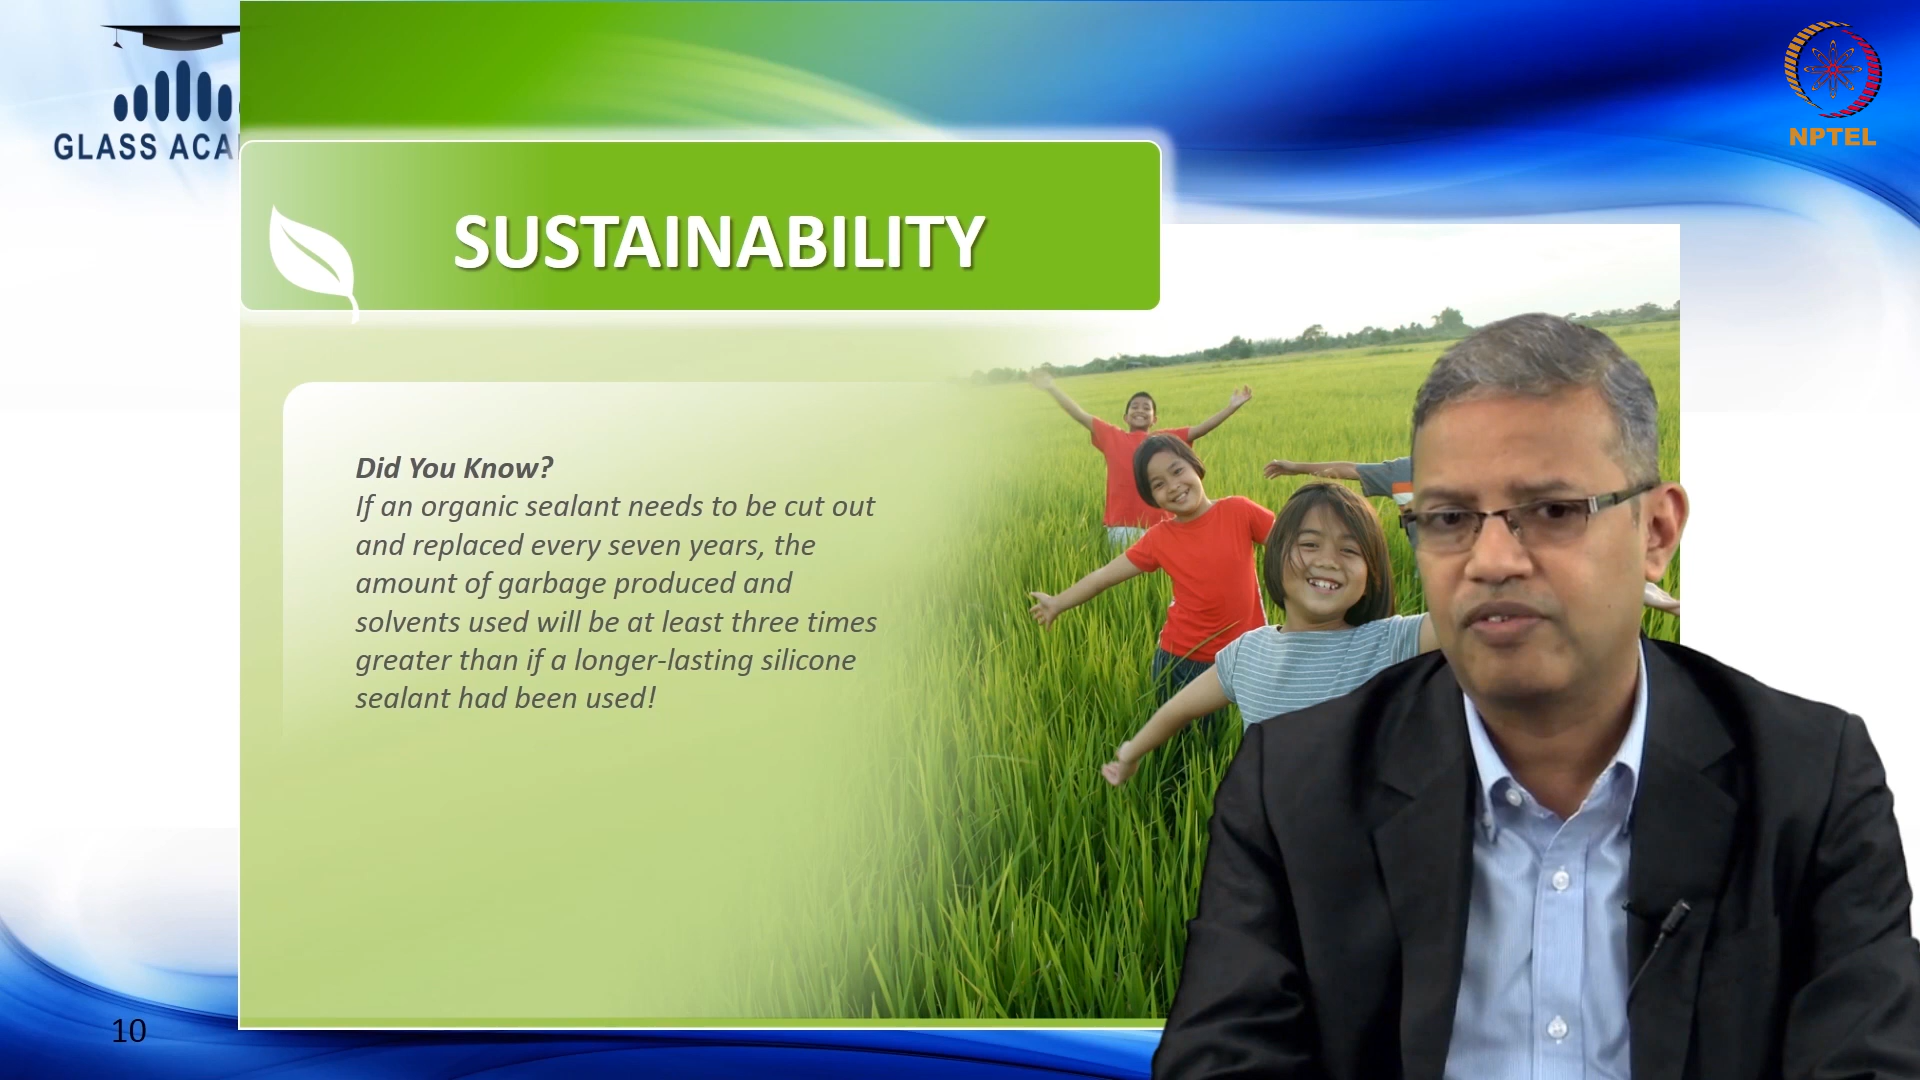 GLASS ACA
NPTEL
SUSTAINABILITY
Did You Know?
If an organic sealant needs to be cut out
and replaced every seven years, the
amount of garbage produced and
solvents used will be at least three times
greater than if a longer-lasting silicone
sealant had been used!
10